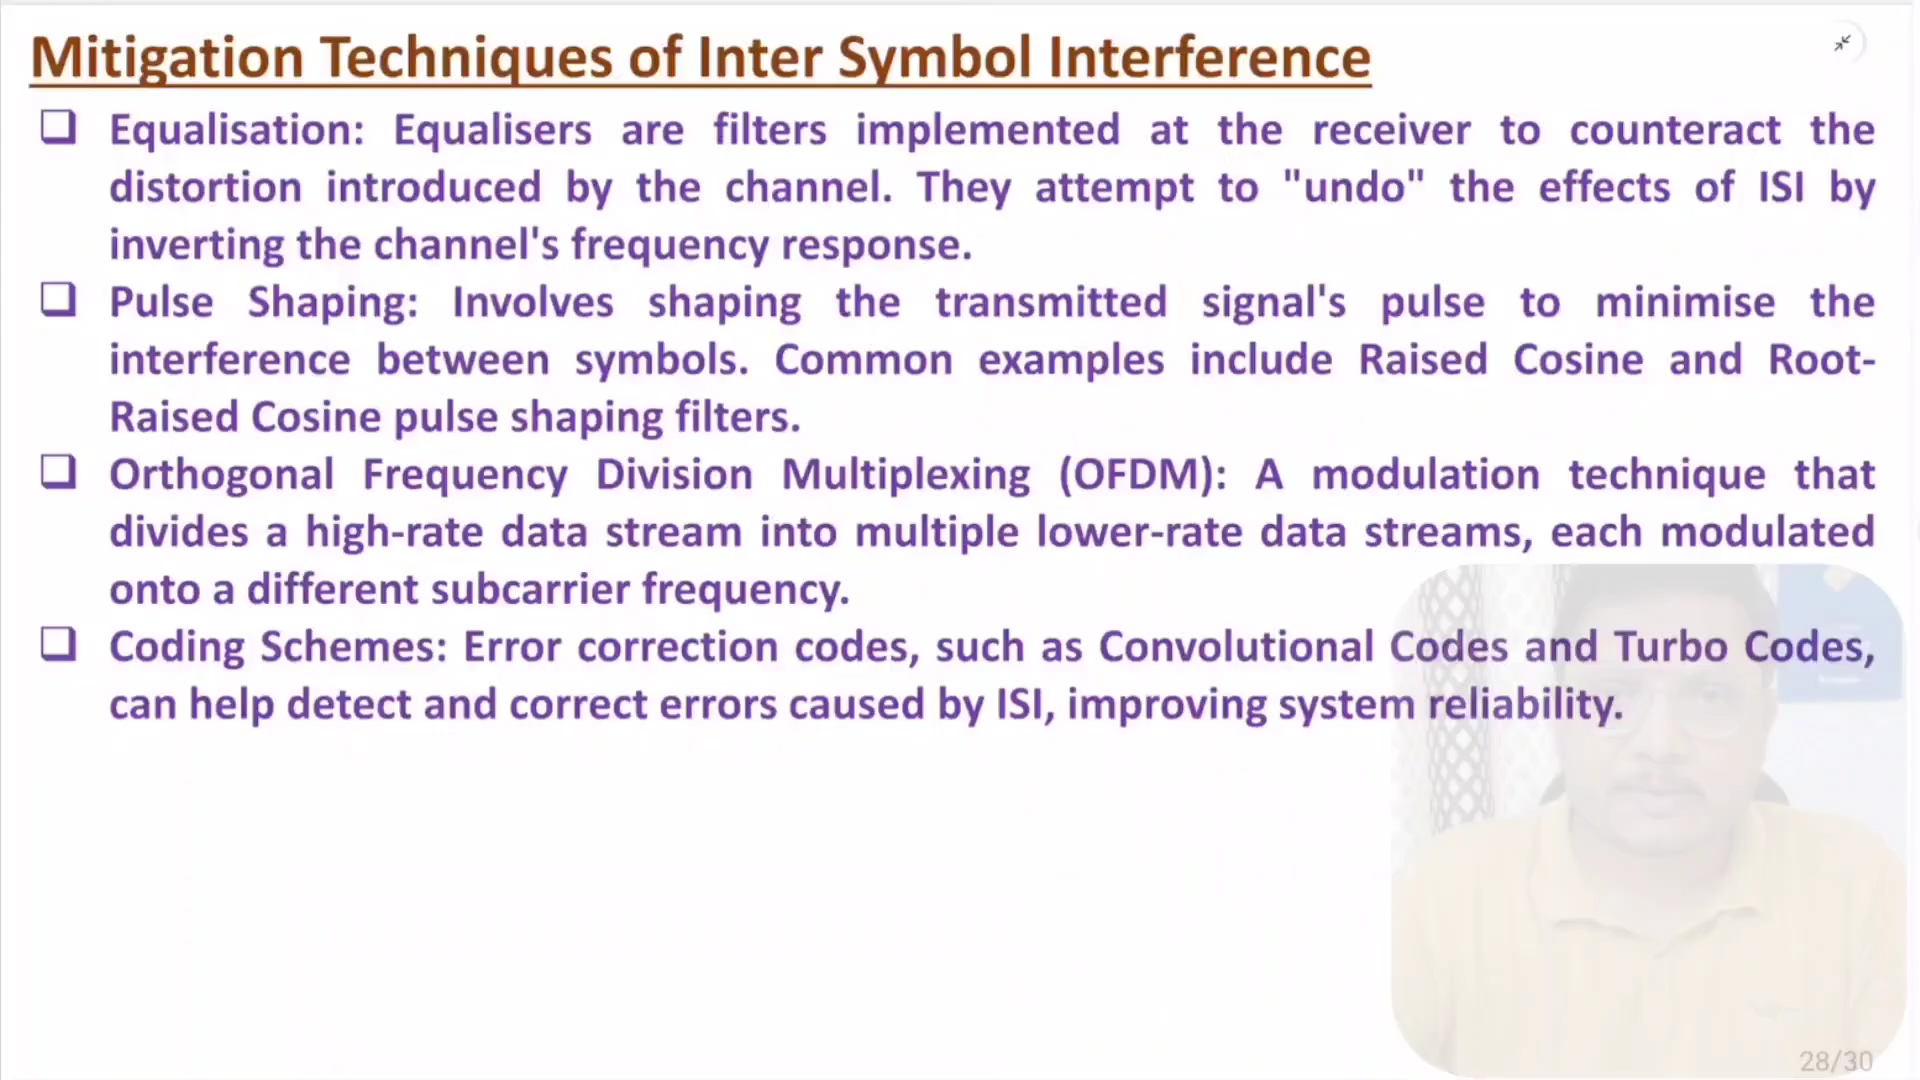 Mitigation Techniques of Inter Symbol Interference
❑ Equalisation: Equalisers are filters implemented at the receiver to counteract the
distortion introduced by the channel. They attempt to "undo" the effects of ISI by
inverting the channel's frequency response.
❑ Pulse Shaping: Involves shaping the transmitted signal's pulse to minimise the
interference between symbols. Common examples include Raised Cosine and Root-
Raised Cosine pulse shaping filters.
❑ Orthogonal Frequency Division Multiplexing (OFDM): A modulation technique that
divides a high-rate data stream into multiple lower-rate data streams, each modulated
onto a different subcarrier frequency.
❑ Coding Schemes: Error correction codes, such as Convolutional Codes and Turbo Codes,
can help detect and correct errors caused by ISI, improving system reliability.
28/30